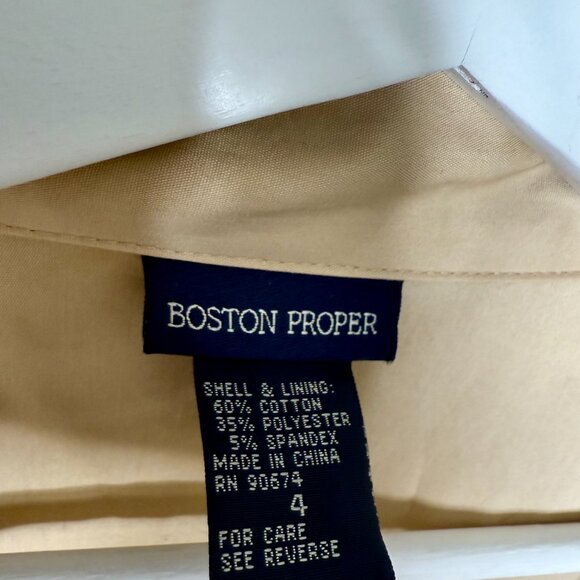 BOSTON PROPER
SHELL & LINING:
60% COTTON
35% POLYESTER
5% SPANDEX
MADE IN CHINA
RN 90674
4
FOR CARE
SEE REVERSE